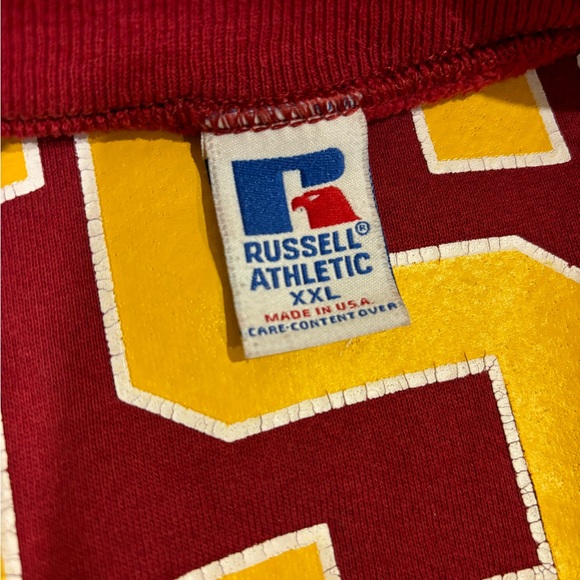 RUSSELL®
ATHLETIC
XXL
MADE IN U.S.A.
CARE-CONTENT OVER